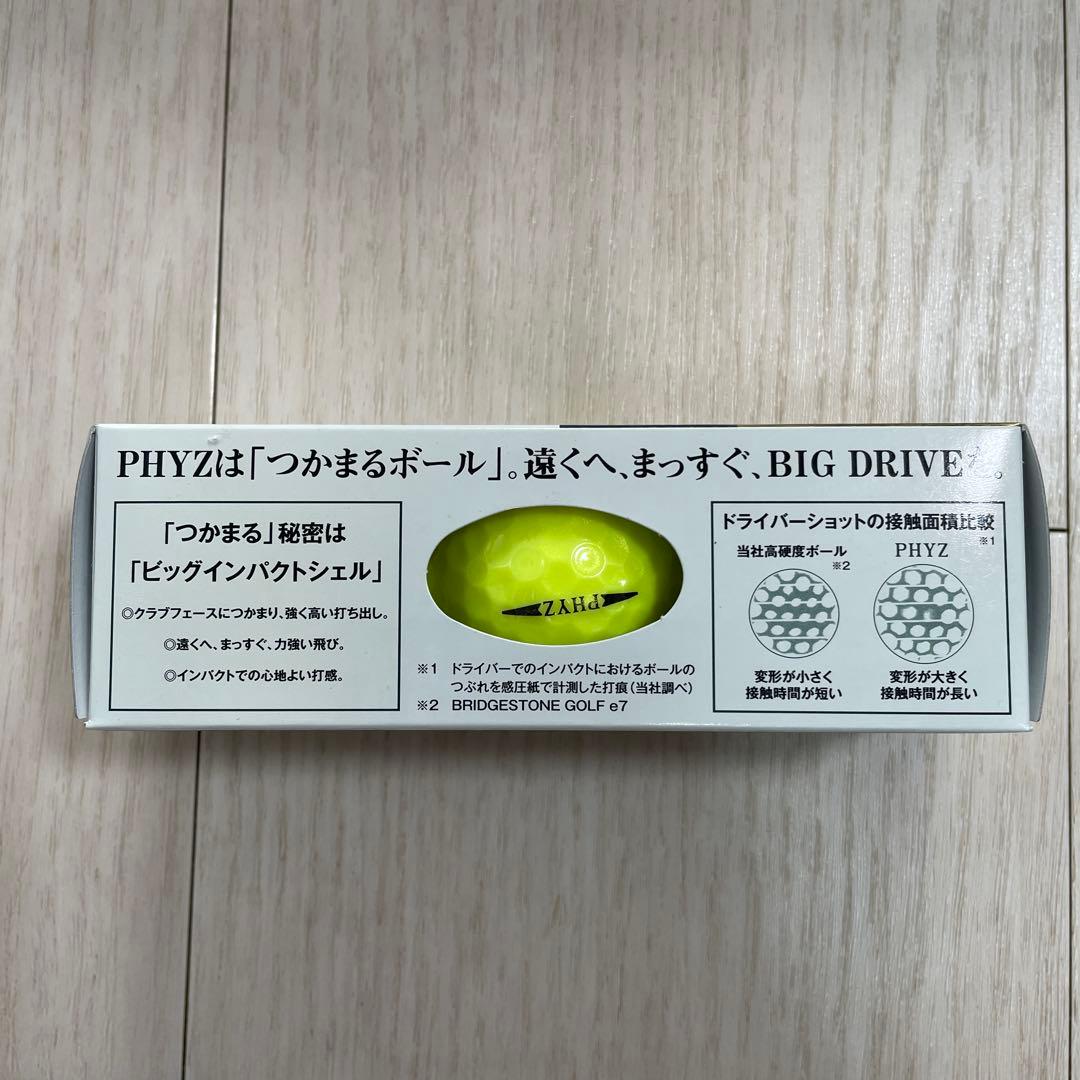 PHYZは「つかまるボール」。遠くへ、まっすぐ、BIG DRIVEを。
「つかまる」秘密は
「ビッグインパクトシェル」
◎クラブフェースにつかまり、強く高い打ち出し。
◎遠くへ、まっすぐ、力強い飛び。
◎インパクトでの心地よい打感。
PHYZ
※1 ドライバーでのインパクトにおけるボールの
つぶれを感圧紙で計測した打痕(当社調べ)
※2 BRIDGESTONE GOLF e7
ドライバーショットの接触面積比較
※1
当社高硬度ボール
※2
変形が小さく
接触時間が短い
PHYZ
変形が大きく
接触時間が長い